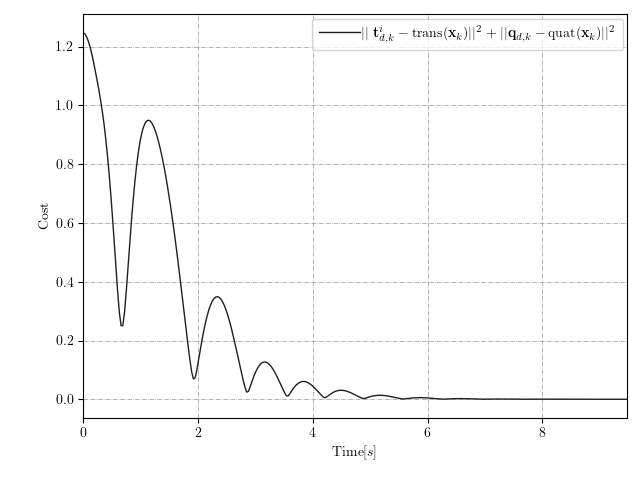 || t^i_{d,k} − trans(x_k)||^2 + ||q_{d,k} − quat(x_k)||^2
1.2
1.0
0.8
0.6
0.4
0.2
0.0
Cost
0 2 4 6 8
Time[s]